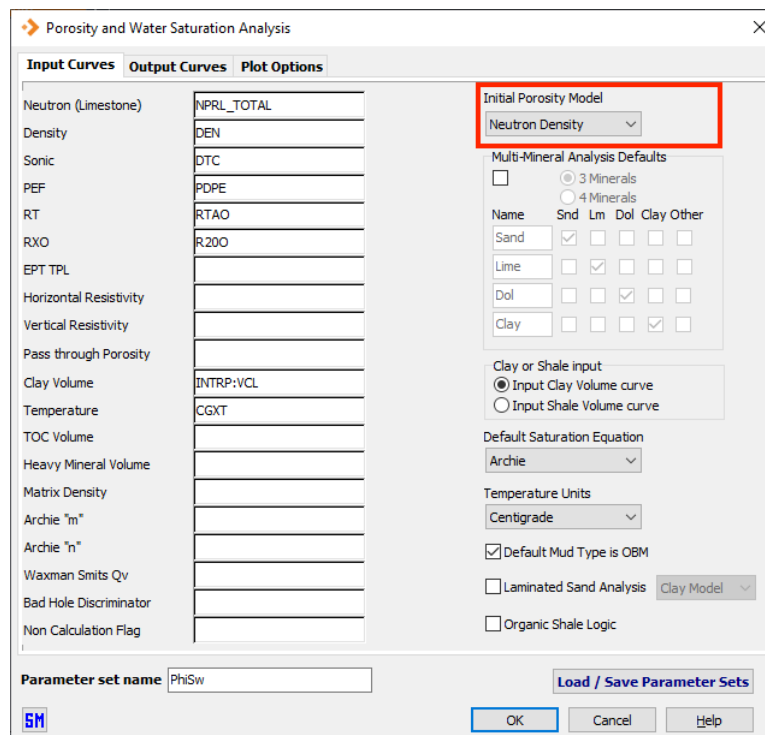 Porosity and Water Saturation Analysis
Input Curves Output Curves Plot Options
Neutron (Limestone) NPRL_TOTAL
Density DEN
Sonic DTC
PEF PDPE
RT RTAO
RXO R20O
EPT TPL
Horizontal Resistivity
Vertical Resistivity
Pass through Porosity
Clay Volume INTRP:VCL
Temperature CGXT
TOC Volume
Heavy Mineral Volume
Matrix Density
Archie "m"
Archie "n"
Waxman Smits Qv
Bad Hole Discriminator
Non Calculation Flag
Initial Porosity Model
Neutron Density
Multi-Mineral Analysis Defaults
3 Minerals
4 Minerals
Name Snd Lm Dol Clay Other
Sand
Lime
Dol
Clay
Clay or Shale input
Input Clay Volume curve
Input Shale Volume curve
Default Saturation Equation
Archie
Temperature Units
Centigrade
Default Mud Type is OBM
Laminated Sand Analysis Clay Model
Organic Shale Logic
Parameter set name PhiSw
Load / Save Parameter Sets
SM OK Cancel Help